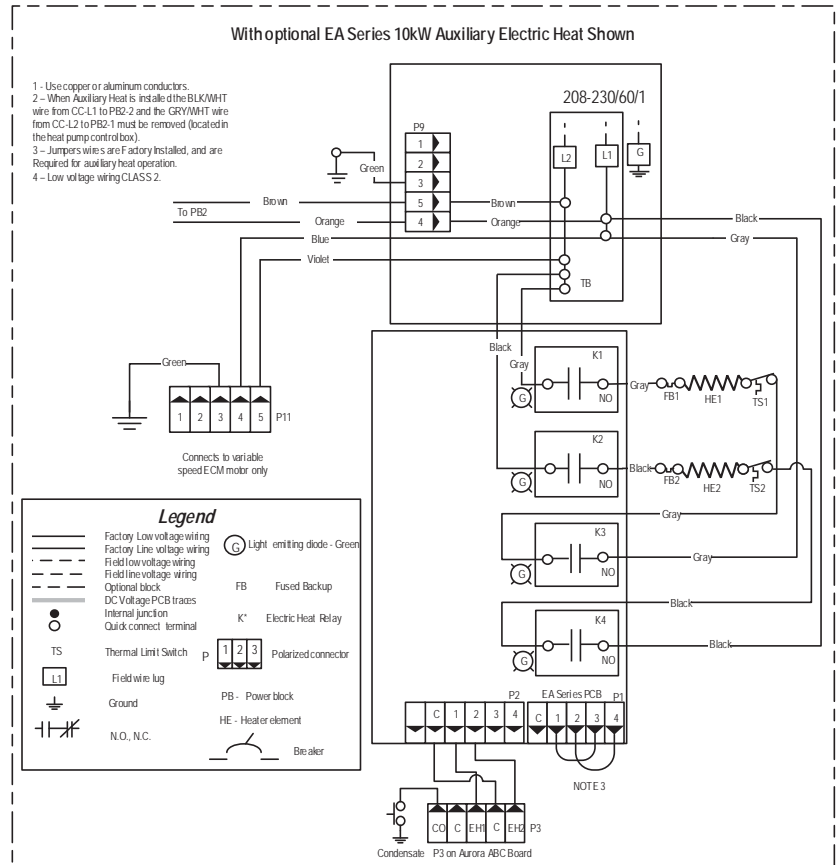 With optional EA Series 10kW Auxiliary Electric Heat Shown
1 - Use copper or aluminum conductors.
2 – When Auxiliary Heat is installed the BLK/WHT
wire from CC-L1 to PB2-2 and the GRY/WHT wire
from CC-L2 to PB2-1 must be removed (located in
the heat pump control box).
3 – Jumpers wires are Factory Installed, and are
Required for auxiliary heat operation.
4 – Low voltage wiring CLASS 2.
208-230/60/1
P9
1
2
3
5
4
L2
L1
G
Green
Brown
To PB2
Orange
Brown
Orange
Black
Blue
Gray
Violet
TB
Black
Gray
Green
1
2
3
4
5
P11
Connects to variable
speed ECM motor only
K1
G
NO
Gray
FB1
HE1
TS1
K2
G
NO
Black
FB2
HE2
TS2
Gray
K3
G
NO
Gray
Black
K4
G
NO
Black
Legend
Factory Low voltage wiring
Factory Line voltage wiring
Field low voltage wiring
Field line voltage wiring
Optional block
DC Voltage PCB traces
Internal junction
Quick connect terminal
TS
Thermal Limit Switch
L1
Field wire lug
Ground
N.O., N.C.
G
Light emitting diode - Green
FB
Fused Backup
K*
Electric Heat Relay
P
1
2
3
Polarized connector
PB - Power block
HE - Heater element
Breaker
P2
EA Series PCB
P1
C
1
2
3
4
C
1
2
3
4
NOTE 3
CO
C
EH1
C
EH2
P3
Condensate
P3 on Aurora ABC Board